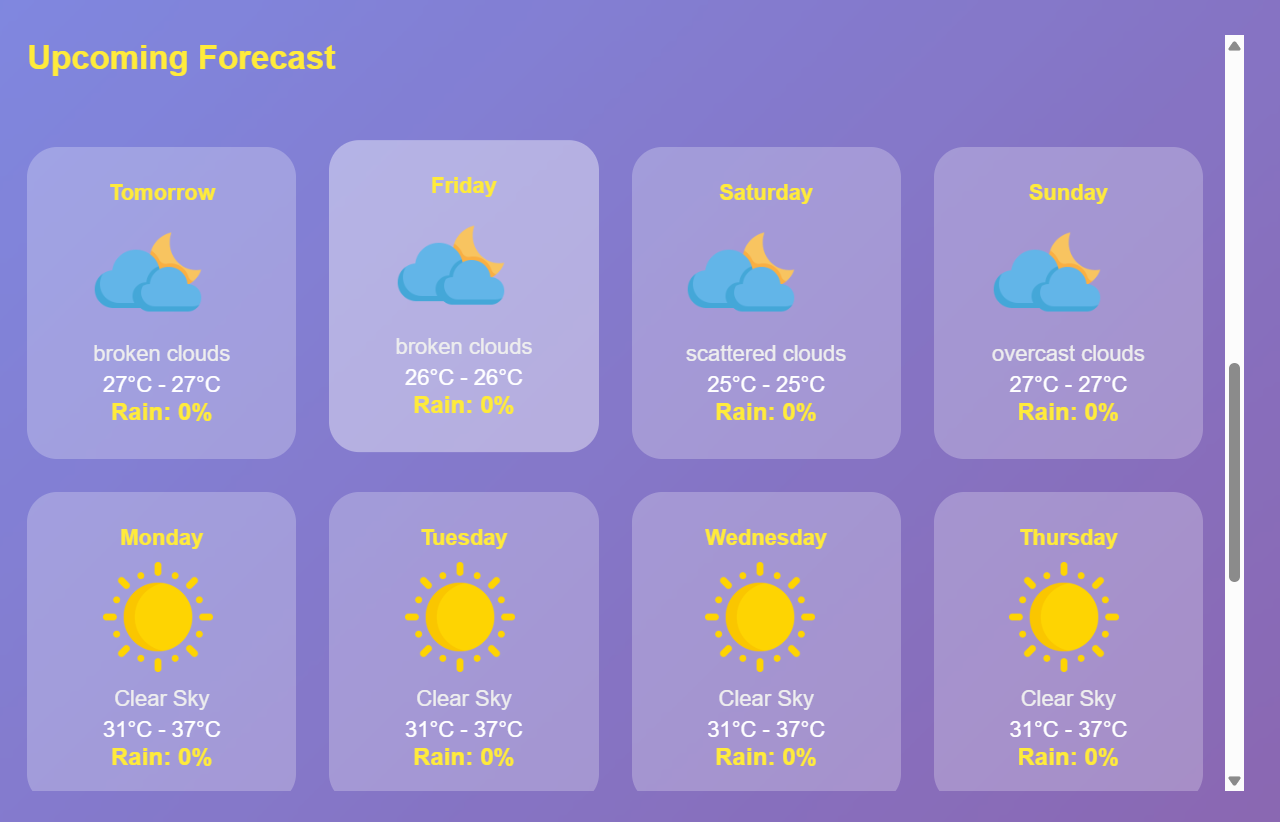 Upcoming Forecast
Tomorrow
broken clouds
27°C - 27°C
Rain: 0%
Friday
broken clouds
26°C - 26°C
Rain: 0%
Saturday
scattered clouds
25°C - 25°C
Rain: 0%
Sunday
overcast clouds
27°C - 27°C
Rain: 0%
Monday
Clear Sky
31°C - 37°C
Rain: 0%
Tuesday
Clear Sky
31°C - 37°C
Rain: 0%
Wednesday
Clear Sky
31°C - 37°C
Rain: 0%
Thursday
Clear Sky
31°C - 37°C
Rain: 0%